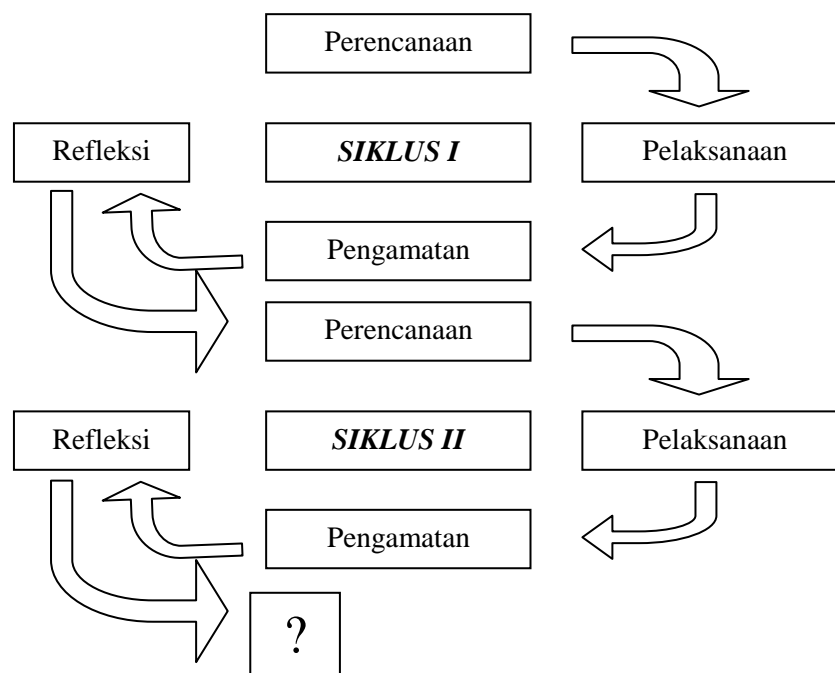 Perencanaan
Refleksi
SIKLUS I
Pelaksanaan
Pengamatan
Perencanaan
Refleksi
SIKLUS II
Pelaksanaan
Pengamatan
?